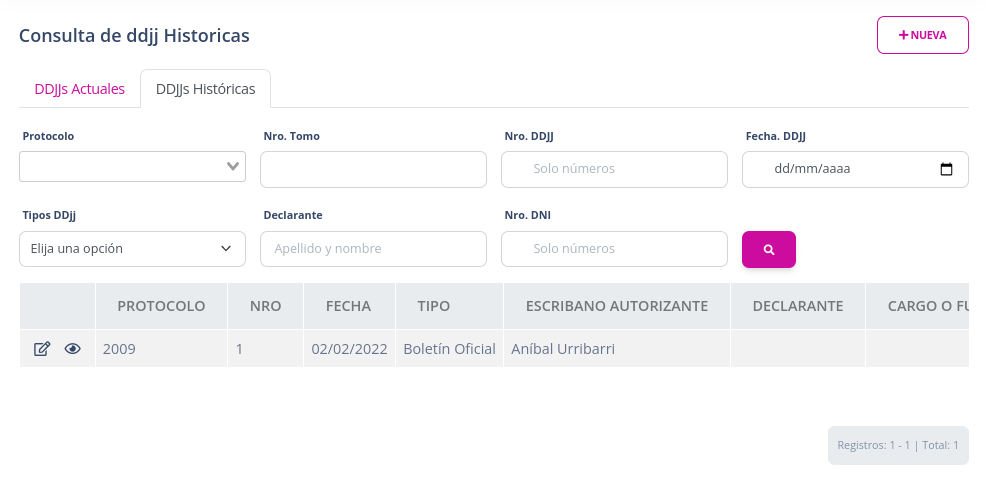 Consulta de ddjj Historicas
NUEVA
DDJJs Actuales
DDJJs Históricas
Protocolo
Nro. Tomo
Nro. DDJJ
Fecha. DDJJ
Solo números
dd/mm/aaaa
Tipos DDjj
Declarante
Nro. DNI
Elija una opción
Apellido y nombre
Solo números
PROTOCOLO NRO FECHA TIPO ESCRIBANO AUTORIZANTE DECLARANTE CARGO O FU
2009 1 02/02/2022 Boletín Oficial Aníbal Urribarri
Registros: 1 - 1 | Total: 1